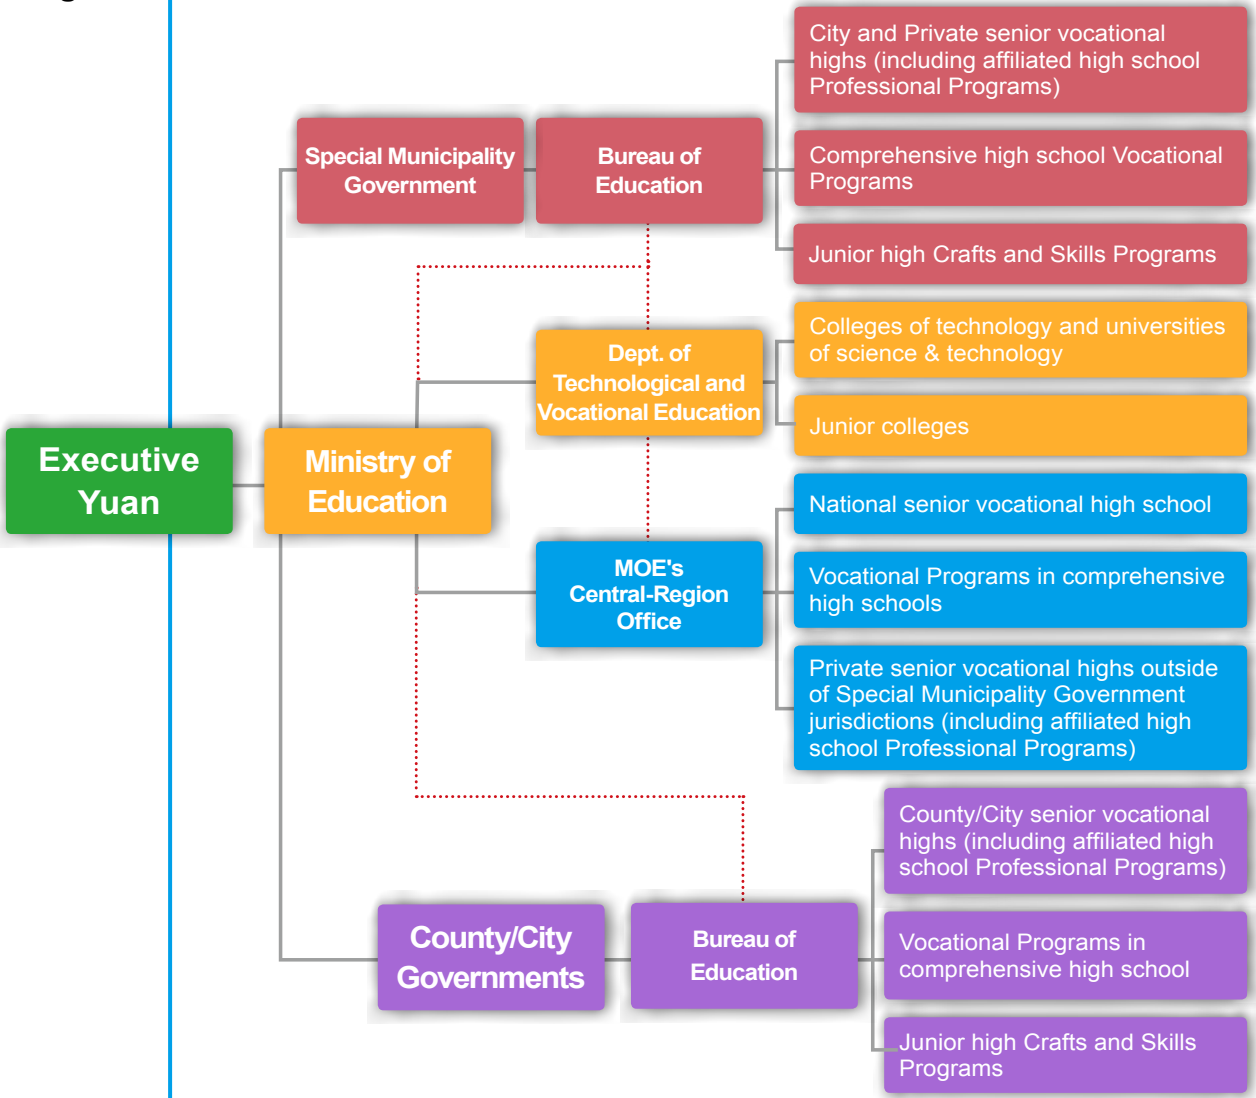 City and Private senior vocational
highs (including affiliated high school
Professional Programs)
Special Municipality
Government
Bureau of
Education
Comprehensive high school Vocational
Programs
Junior high Crafts and Skills Programs
Colleges of technology and universities
of science & technology
Dept. of
Technological and
Vocational Education
Junior colleges
Executive
Yuan
Ministry of
Education
National senior vocational high school
MOE's
Central-Region
Office
Vocational Programs in comprehensive
high schools
Private senior vocational highs outside
of Special Municipality Government
jurisdictions (including affiliated high
school Professional Programs)
County/City senior vocational
highs (including affiliated high
school Professional Programs)
County/City
Governments
Bureau of
Education
Vocational Programs in
comprehensive high school
Junior high Crafts and Skills
Programs